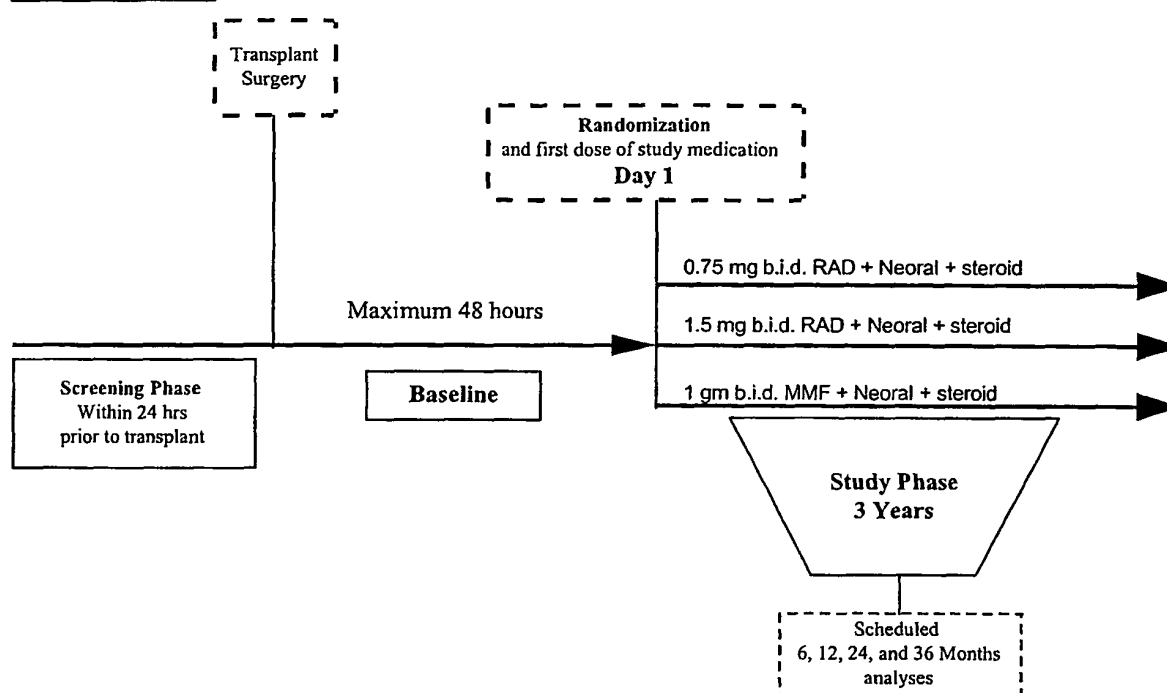 Transplant
Surgery
Randomization
and first dose of study medication
Day 1
0.75 mg b.i.d. RAD + Neoral + steroid
Maximum 48 hours
1.5 mg b.i.d. RAD + Neoral + steroid
Screening Phase
Within 24 hrs
prior to transplant
Baseline
1 gm b.i.d. MMF + Neoral + steroid
Study Phase
3 Years
Scheduled
6, 12, 24, and 36 Months
analyses